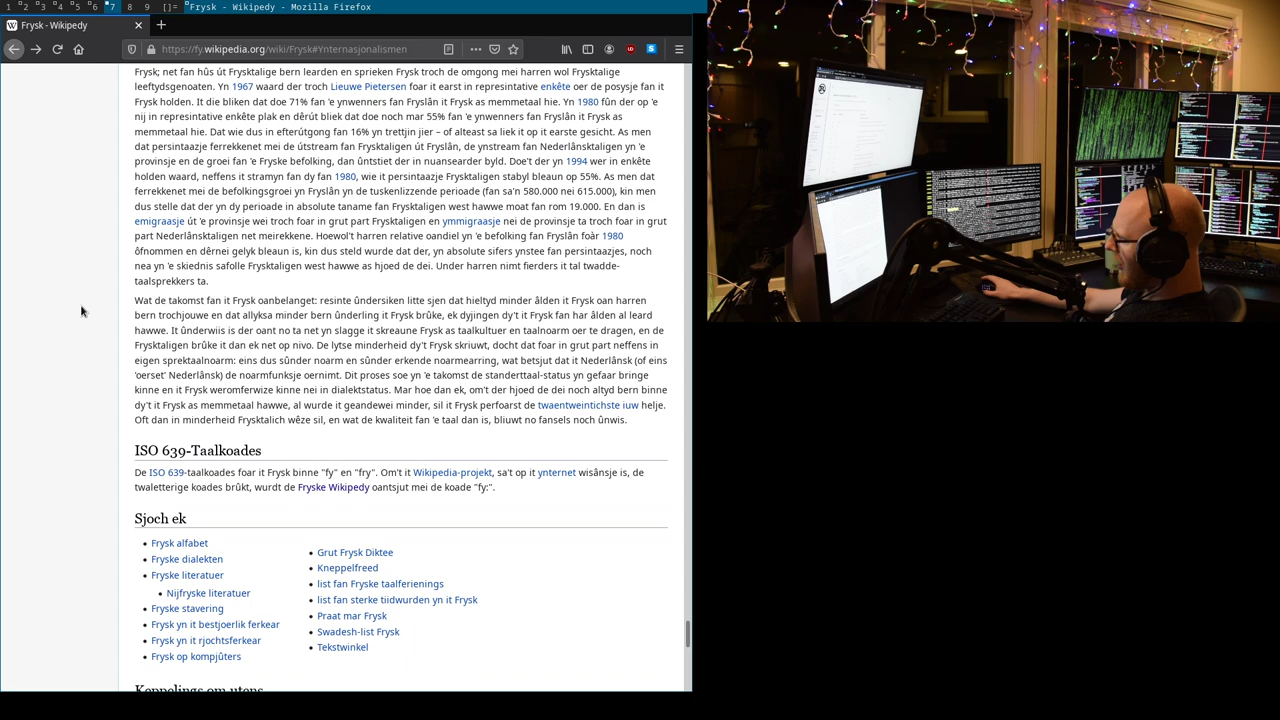 1 2 3 4 5 6 7 8 9 []= Frysk - Wikipedy - Mozilla Firefox
W Frysk - Wikipedy
https://fy.wikipedia.org/wiki/Frysk#Ynternasjonalismen
Frysk; net fan hûs út Frysktalige bern learden en sprieken Frysk troch de omgong mei harren wol Frysktalige
leeftydsgenoaten. Yn 1967 waard der troch Lieuwe Pietersen foar it earst in represintative enkête oer de posysje fan it
Frysk holden. It die bliken dat doe 71% fan 'e ynwenners fan Fryslân it Frysk as memmetaal hie. Yn 1980 fûn der op 'e
nij in represintative enkête plak en dêrút bliek dat doe noch mar 55% fan 'e ynwenners fan Fryslân it Frysk as
memmetaal hie. Dat wie dus in efterútgong fan 16% yn trettjin jier – of alteast sa liek it op it earste gesicht. As men
dat persintaazje ferrekkenet mei de útstream fan Frysktaligen út Fryslân, de ynstream fan Nederlânsktaligen yn 'e
provinsje en de groei fan 'e Fryske befolking, dan ûntstiet der in nuansearder byld. Doe't der yn 1994 wer in enkête
holden waard, neffens it stramyn fan dy fan 1980, wie it persintaazje Frysktaligen stabyl bleaun op 55%. As men dat
ferrekkenet mei de befolkingsgroei yn Fryslân yn de tuskenlizzende perioade (fan sa'n 580.000 nei 615.000), kin men
dus stelle dat der yn dy perioade in absolute taname fan Frysktaligen west hawwe moat fan rom 19.000. En dan is
emigraasje út 'e provinsje wei troch foar in grut part Frysktaligen en ymmigraasje nei de provinsje ta troch foar in grut
part Nederlânsktaligen net meirekkene. Hoewol't harren relative oandiel yn 'e befolking fan Fryslân foàr 1980
ôfnommen en dêrnei gelyk bleaun is, kin dus steld wurde dat der, yn absolute sifers ynstee fan persintaazjes, noch
nea yn 'e skiednis safolle Frysktaligen west hawwe as hjoed de dei. Under harren nimt fierders it tal twadde-
taalsprekkers ta.
Wat de takomst fan it Frysk oanbelanget: resinte ûndersiken litte sjen dat hieltyd minder âlden it Frysk oan harren
bern trochjouwe en dat allyksa minder bern ûnderling it Frysk brûke, ek dyjingen dy't it Frysk fan har âlden al leard
hawwe. It ûnderwiis is der oant no ta net yn slagge it skreaune Frysk as taalkultuer en taalnoarm oer te dragen, en de
Frysktaligen brûke it dan ek net op nivo. De lytse minderheid dy't Frysk skriuwt, docht dat foar in grut part neffens in
eigen sprektaalnoarm: eins dus sûnder noarm en sûnder erkende noarmearring, wat betsjut dat it Nederlânsk (of eins
'oerset' Nederlânsk) de noarmfunksje oernimt. Dit proses soe yn 'e takomst de standerttaal-status yn gefaar bringe
kinne en it Frysk weromferwize kinne nei in dialektstatus. Mar hoe dan ek, om't der hjoed de dei noch altyd bern binne
dy't it Frysk as memmetaal hawwe, al wurde it geandewei minder, sil it Frysk perfoarst de twaentweintichste iuw helje.
Oft dan in minderheid Frysktalich wêze sil, en wat de kwaliteit fan 'e taal dan is, bliuwt no fansels noch ûnwis.
ISO 639-Taalkoades
De ISO 639-taalkoades foar it Frysk binne "fy" en "fry". Om't it Wikipedia-projekt, sa't op it ynternet wisânsje is, de
twaletterige koades brûkt, wurdt de Fryske Wikipedy oantsjut mei de koade "fy:".
Sjoch ek
Frysk alfabet
Fryske dialekten
Fryske literatuer
Nijfryske literatuer
Fryske stavering
Frysk yn it bestjoerlik ferkear
Frysk yn it rjochtsferkear
Frysk op kompjûters
Grut Frysk Diktee
Kneppelfreed
list fan Fryske taalferienings
list fan sterke tiidwurden yn it Frysk
Praat mar Frysk
Swadesh-list Frysk
Tekstwinkel
Keppelings om utens